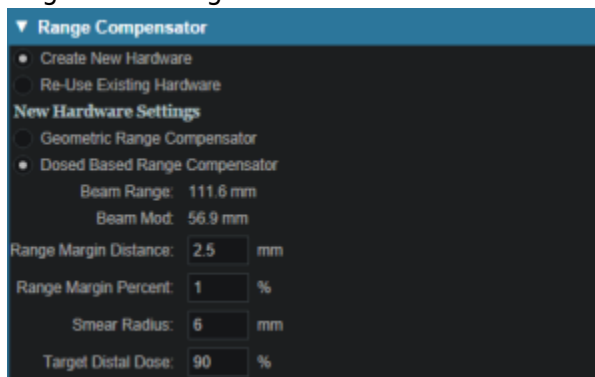 Range Compensator
Create New Hardware
Re-Use Existing Hardware
New Hardware Settings
Geometric Range Compensator
Dosed Based Range Compensator
Beam Range: 111.6 mm
Beam Mod: 56.9 mm
Range Margin Distance: 2.5 mm
Range Margin Percent: 1 %
Smear Radius: 6 mm
Target Distal Dose: 90 %